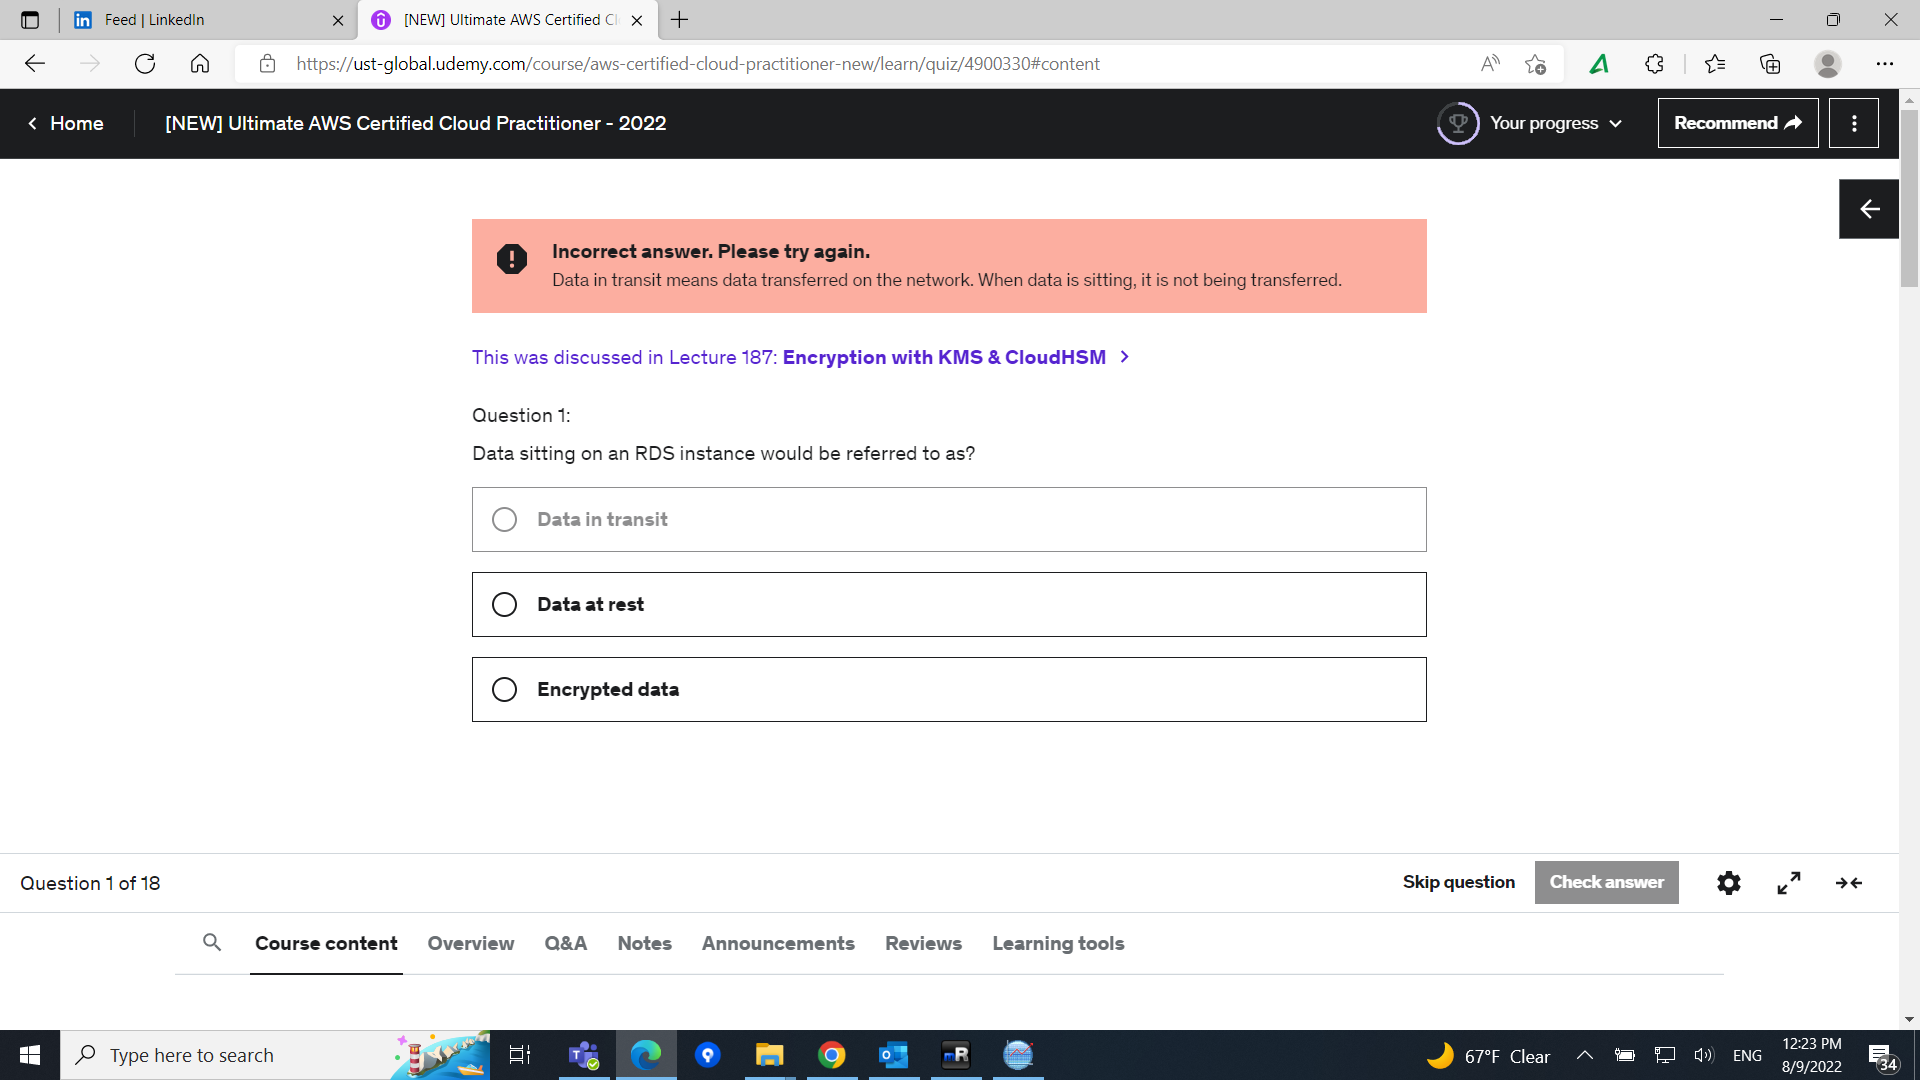 Feed | LinkedIn
[NEW] Ultimate AWS Certified Cl
https://ust-global.udemy.com/course/aws-certified-cloud-practitioner-new/learn/quiz/4900330#content
Home
[NEW] Ultimate AWS Certified Cloud Practitioner - 2022
Your progress
Recommend
Incorrect answer. Please try again.
Data in transit means data transferred on the network. When data is sitting, it is not being transferred.
This was discussed in Lecture 187: Encryption with KMS & CloudHSM
Question 1:
Data sitting on an RDS instance would be referred to as?
Data in transit
Data at rest
Encrypted data
Question 1 of 18
Skip question
Check answer
Course content
Overview
Q&A
Notes
Announcements
Reviews
Learning tools
Type here to search
67°F Clear
ENG
12:23 PM
8/9/2022
34